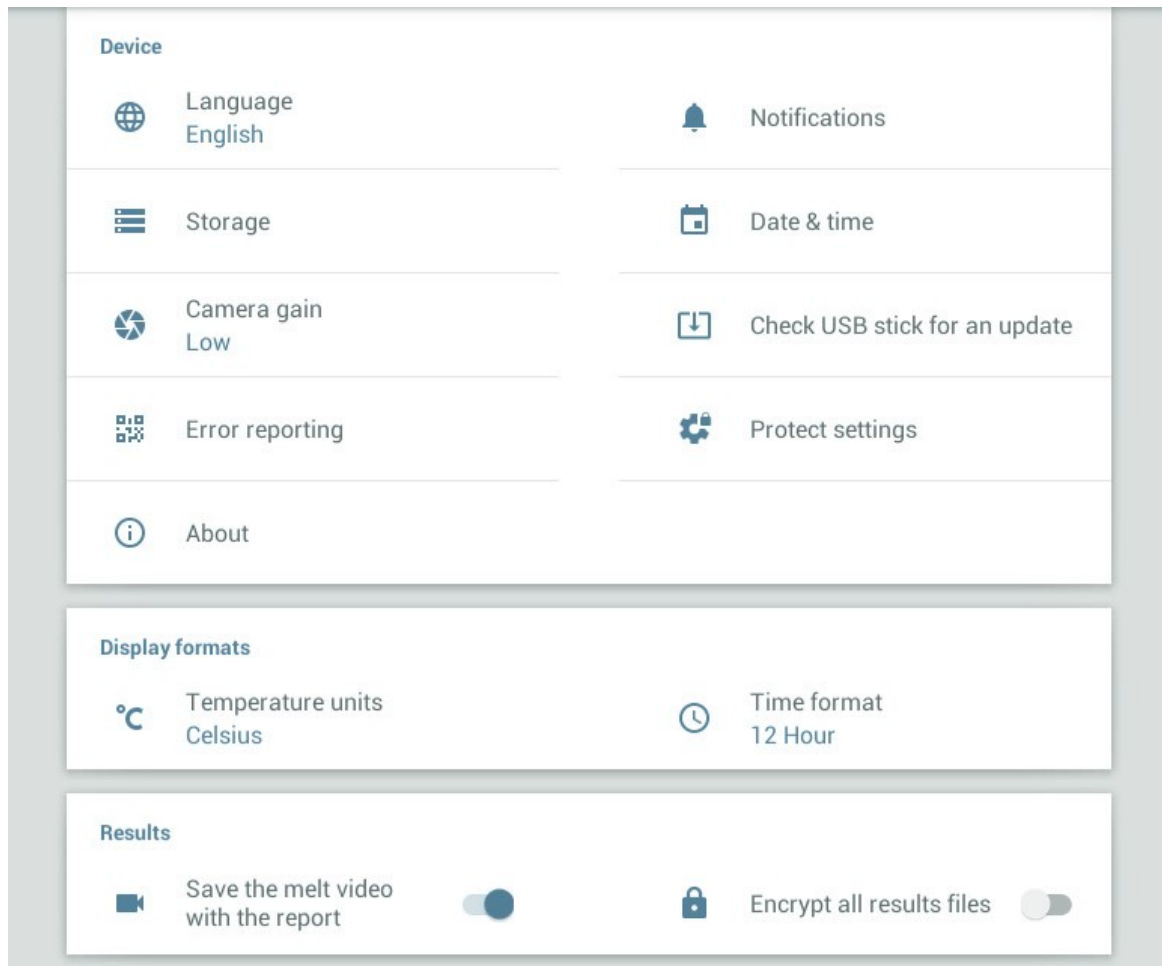 Device
Language
English
Notifications
Storage
Date & time
Camera gain
Low
Check USB stick for an update
Error reporting
Protect settings
About
Display formats
°C
Temperature units
Celsius
Time format
12 Hour
Results
Save the melt video
with the report
Encrypt all results files